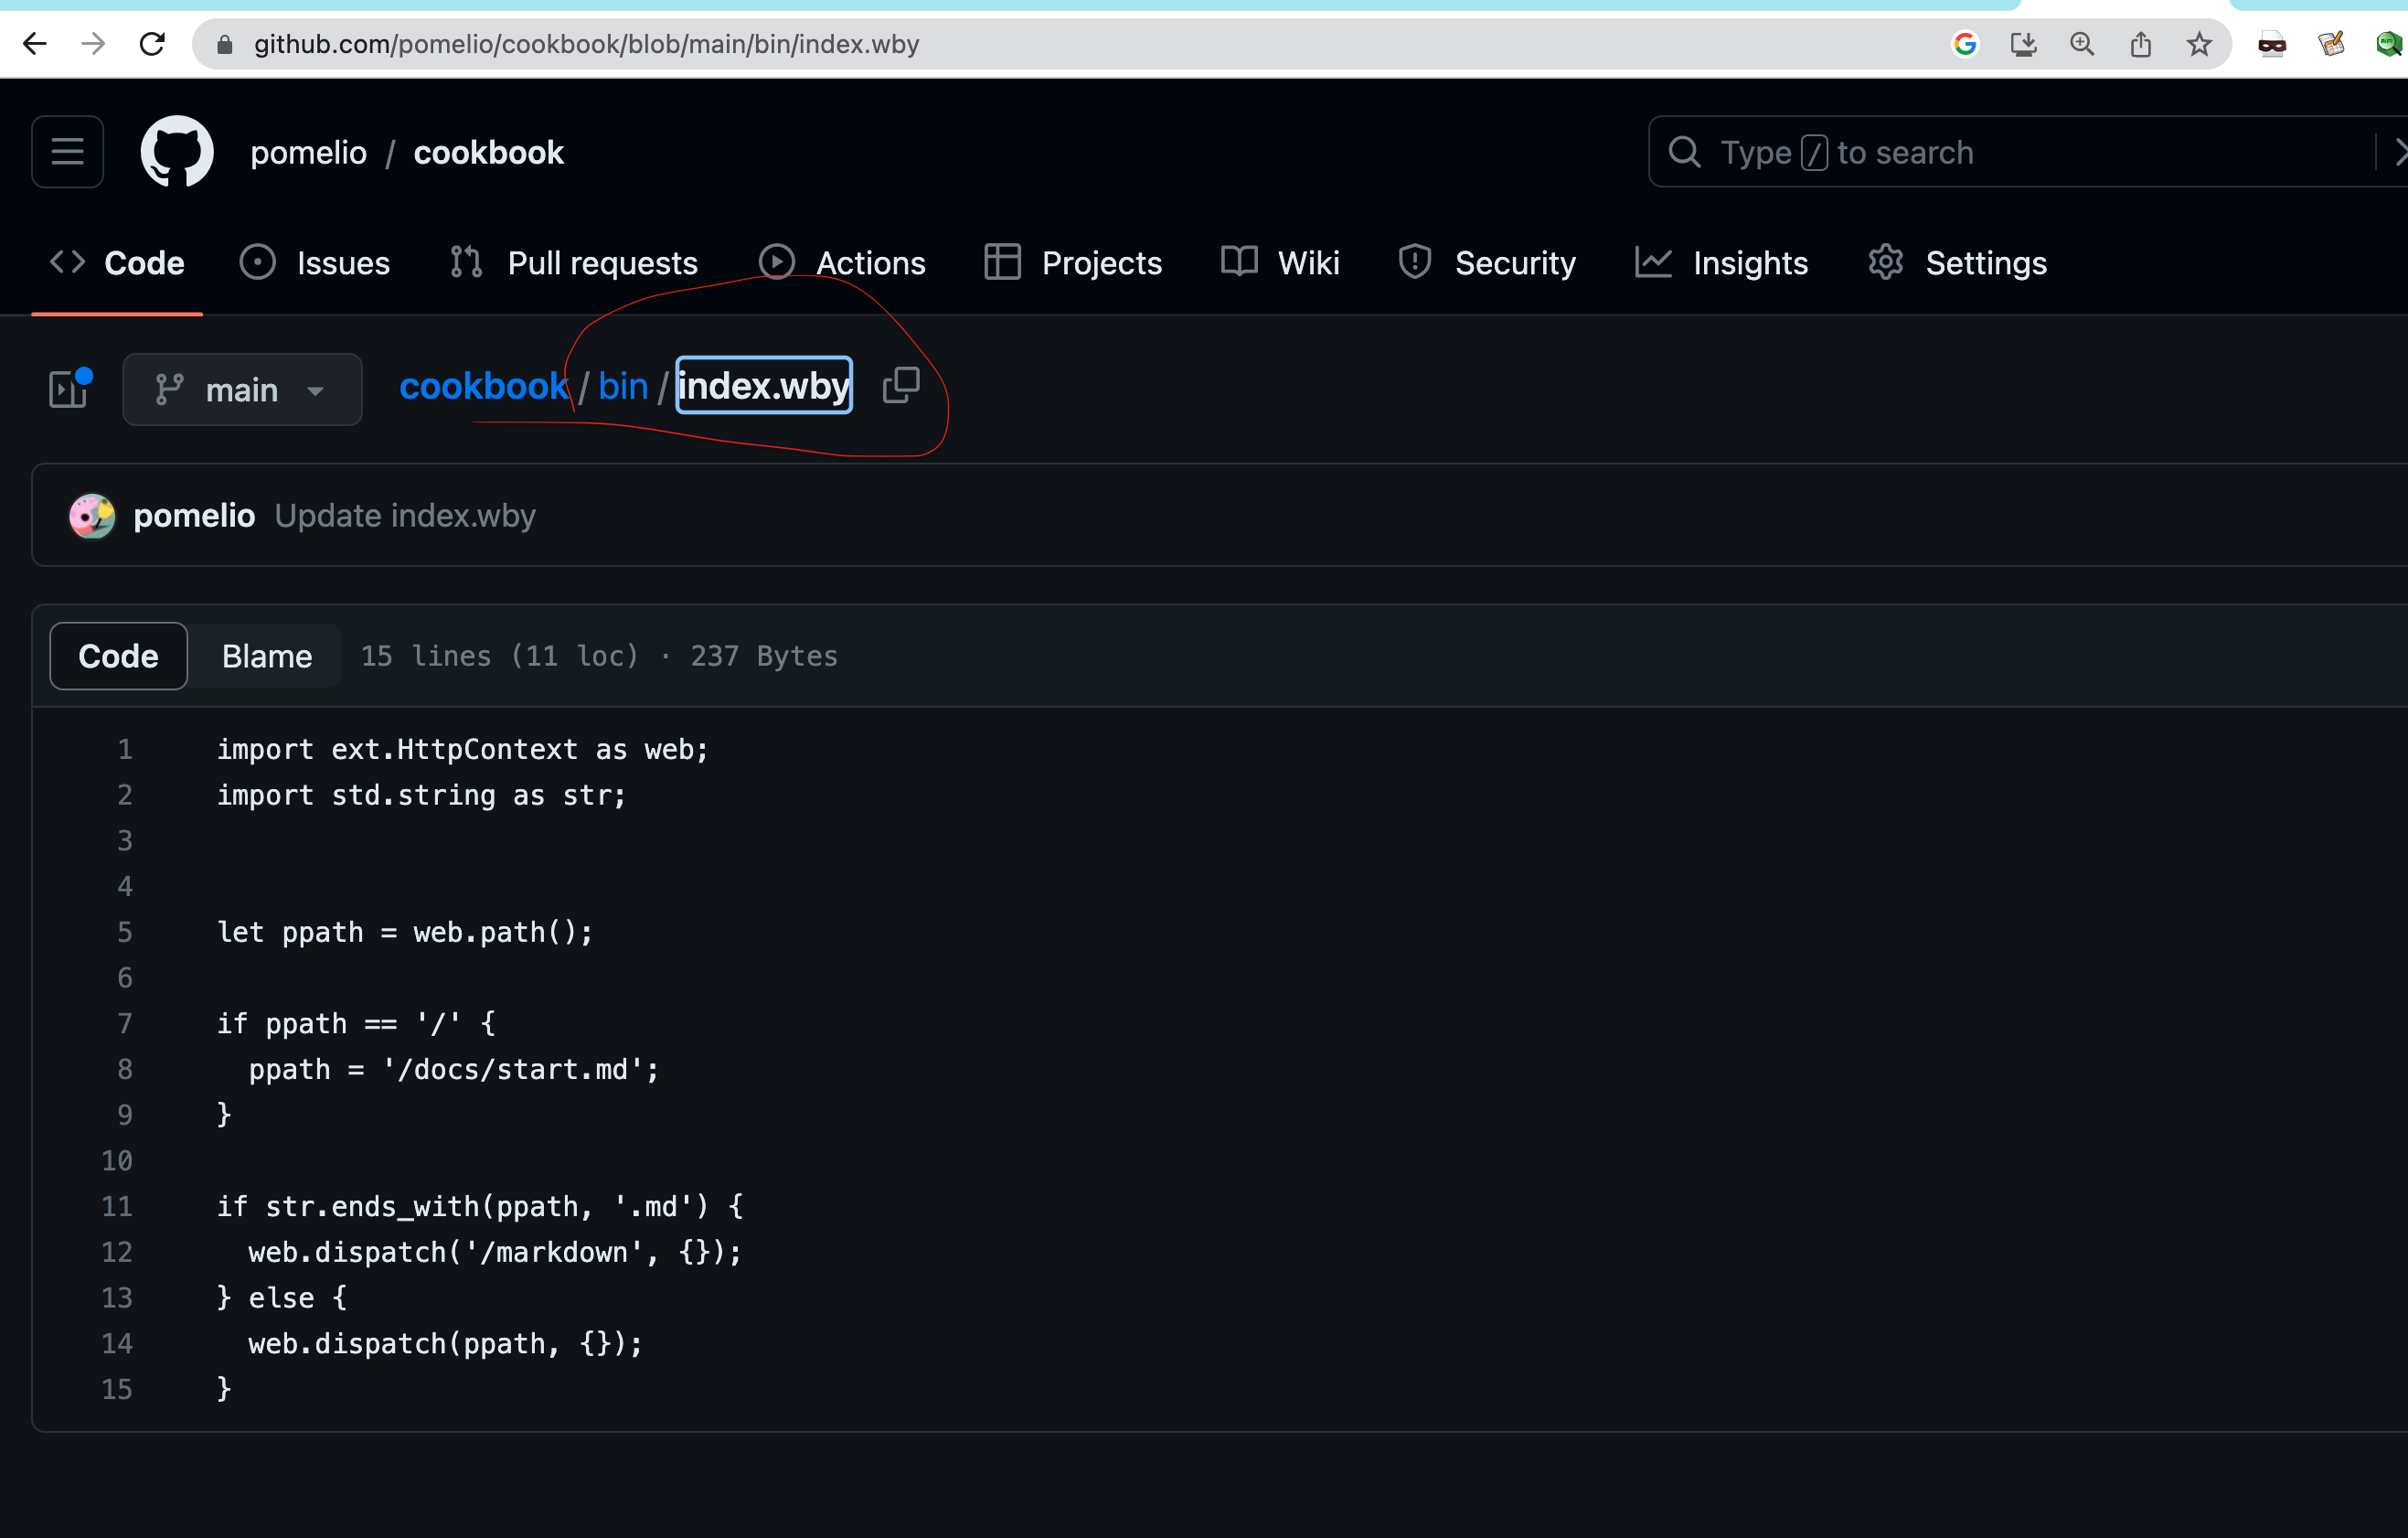 github.com/pomelio/cookbook/blob/main/bin/index.wby
pomelio / cookbook
Type / to search
Code Issues Pull requests Actions Projects Wiki Security Insights Settings
main cookbook / bin / index.wby
pomelio Update index.wby
Code Blame 15 lines (11 loc) · 237 Bytes
1 import ext.HttpContext as web;
2 import std.string as str;
3
4
5 let ppath = web.path();
6
7 if ppath == '/' {
8   ppath = '/docs/start.md';
9 }
10
11 if str.ends_with(ppath, '.md') {
12   web.dispatch('/markdown', {});
13 } else {
14   web.dispatch(ppath, {});
15 }